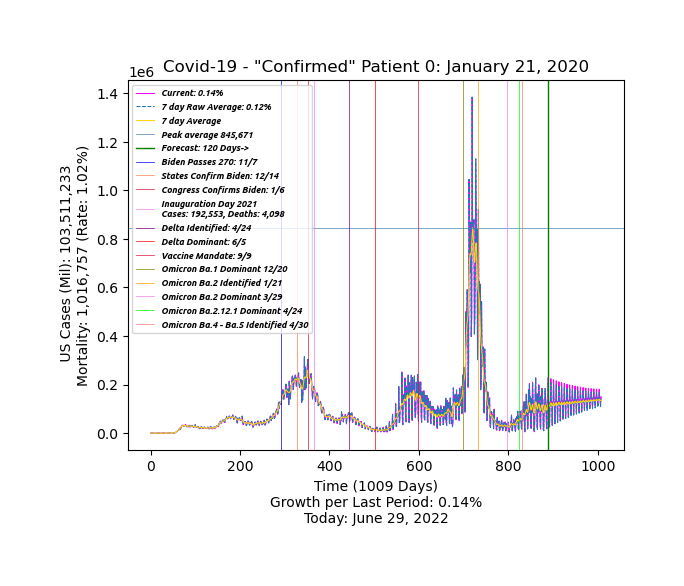 Covid-19 - "Confirmed" Patient 0: January 21, 2020
1e6
1.4
1.2
1.0
0.8
0.6
0.4
0.2
0.0
US Cases (Mil): 103,511,233
Mortality: 1,016,757 (Rate: 1.02%)
Current: 0.14%
7 day Raw Average: 0.12%
7 day Average
Peak average 845,671
Forecast: 120 Days->
Biden Passes 270: 11/7
States Confirm Biden: 12/14
Congress Confirms Biden: 1/6
Inauguration Day 2021
Cases: 192,553, Deaths: 4,098
Delta Identified: 4/24
Delta Dominant: 6/5
Vaccine Mandate: 9/9
Omicron Ba.1 Dominant 12/20
Omicron Ba.2 Identified 1/21
Omicron Ba.2 Dominant 3/29
Omicron Ba.2.12.1 Dominant 4/24
Omicron Ba.4 - Ba.5 Identified 4/30
0 200 400 600 800 1000
Time (1009 Days)
Growth per Last Period: 0.14%
Today: June 29, 2022